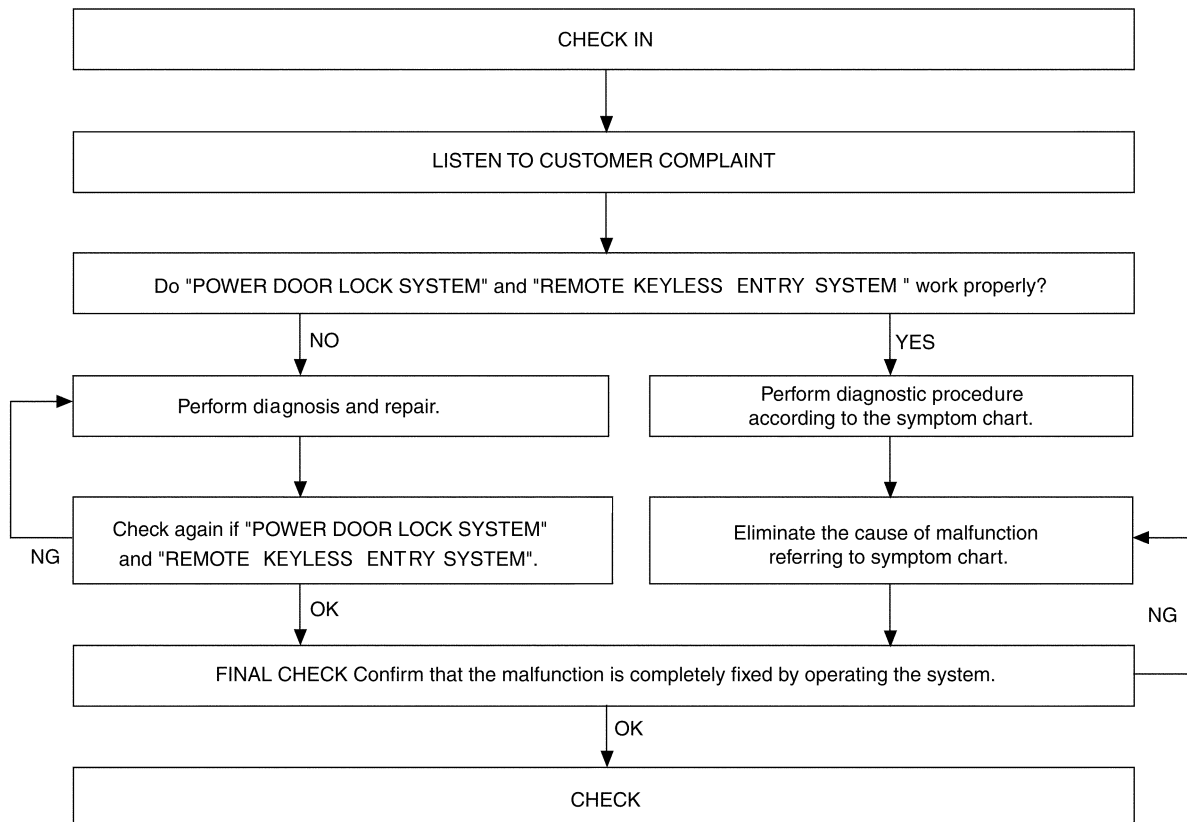 CHECK IN
LISTEN TO CUSTOMER COMPLAINT
Do "POWER DOOR LOCK SYSTEM" and "REMOTE KEYLESS ENTRY SYSTEM " work properly?
NO
YES
Perform diagnosis and repair.
Perform diagnostic procedure
according to the symptom chart.
Check again if "POWER DOOR LOCK SYSTEM"
and "REMOTE KEYLESS ENTRY SYSTEM".
NG
Eliminate the cause of malfunction
referring to symptom chart.
OK
NG
FINAL CHECK Confirm that the malfunction is completely fixed by operating the system.
OK
CHECK